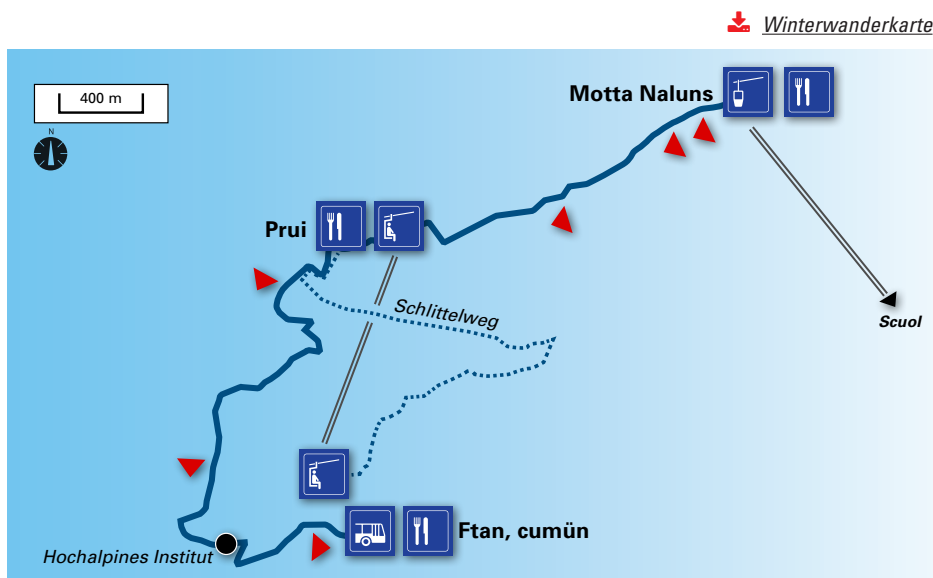 Winterwanderkarte
400 m
N
Motta Naluns
Prui
Schlittelweg
Scuol
Ftan, cumün
Hochalpines Institut